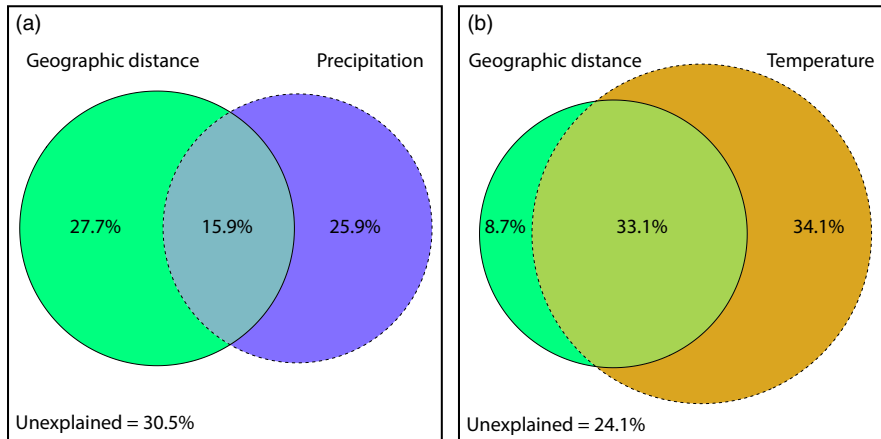 (a)
Geographic distance Precipitation
27.7% 15.9% 25.9%
Unexplained = 30.5%
(b)
Geographic distance Temperature
8.7% 33.1% 34.1%
Unexplained = 24.1%